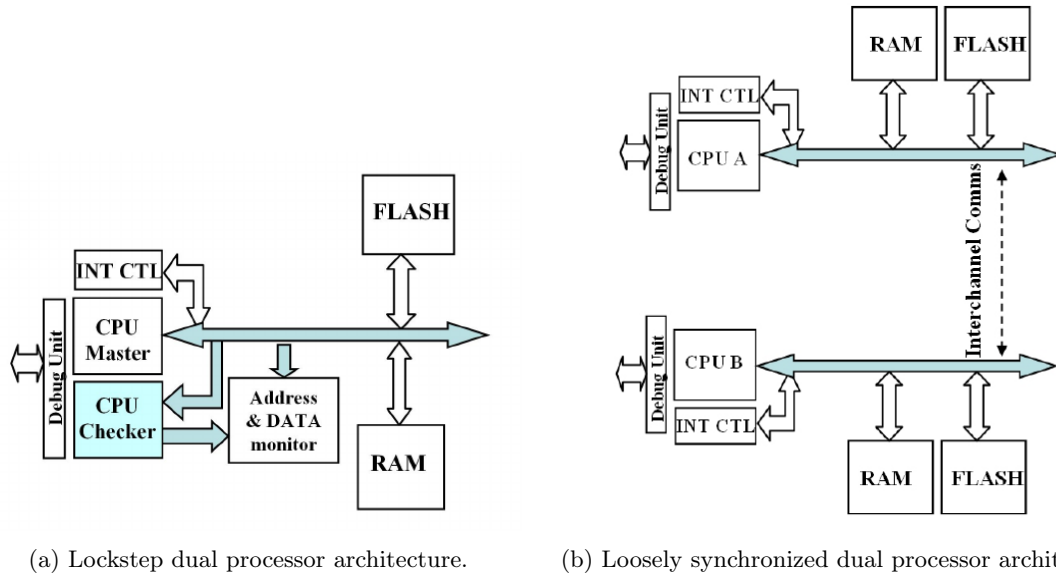 FLASH
INT CTL
CPU
Master
Debug Unit
CPU
Checker
Address
& DATA
monitor
RAM
(a) Lockstep dual processor architecture.
RAM
FLASH
INT CTL
Debug Unit
CPU A
Interchannel Comms
Debug Unit
CPU B
INT CTL
RAM
FLASH
(b) Loosely synchronized dual processor archit